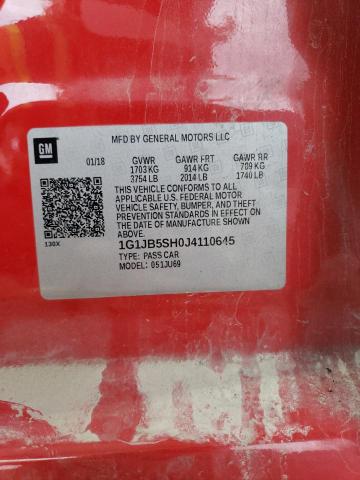 GM
MFD BY GENERAL MOTORS LLC
01/18 GVWR GAWR FRT GAWR RR
1703 KG 914 KG 789 KG
3754 LB 2014 LB 1740 LB
THIS VEHICLE CONFORMS TO ALL
APPLICABLE U.S. FEDERAL MOTOR
VEHICLE SAFETY, BUMPER, AND THEFT
PREVENTION STANDARDS IN EFFECT ON
THE DATE OF MANUFACTURE SHOWN
ABOVE.
130X
1G1JB5SH0J4110645
TYPE: PASS CAR
MODEL: 051JU69